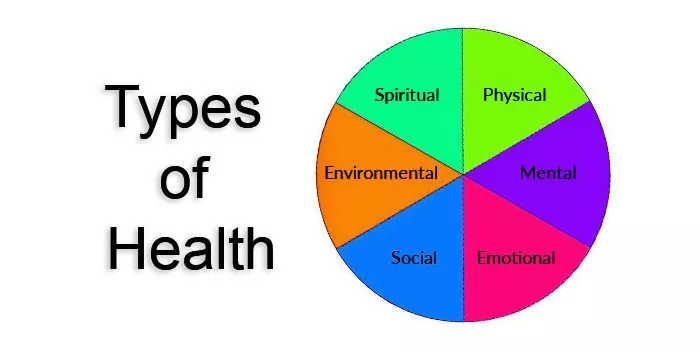 Types
of
Health
Spiritual
Physical
Environmental
Mental
Social
Emotional